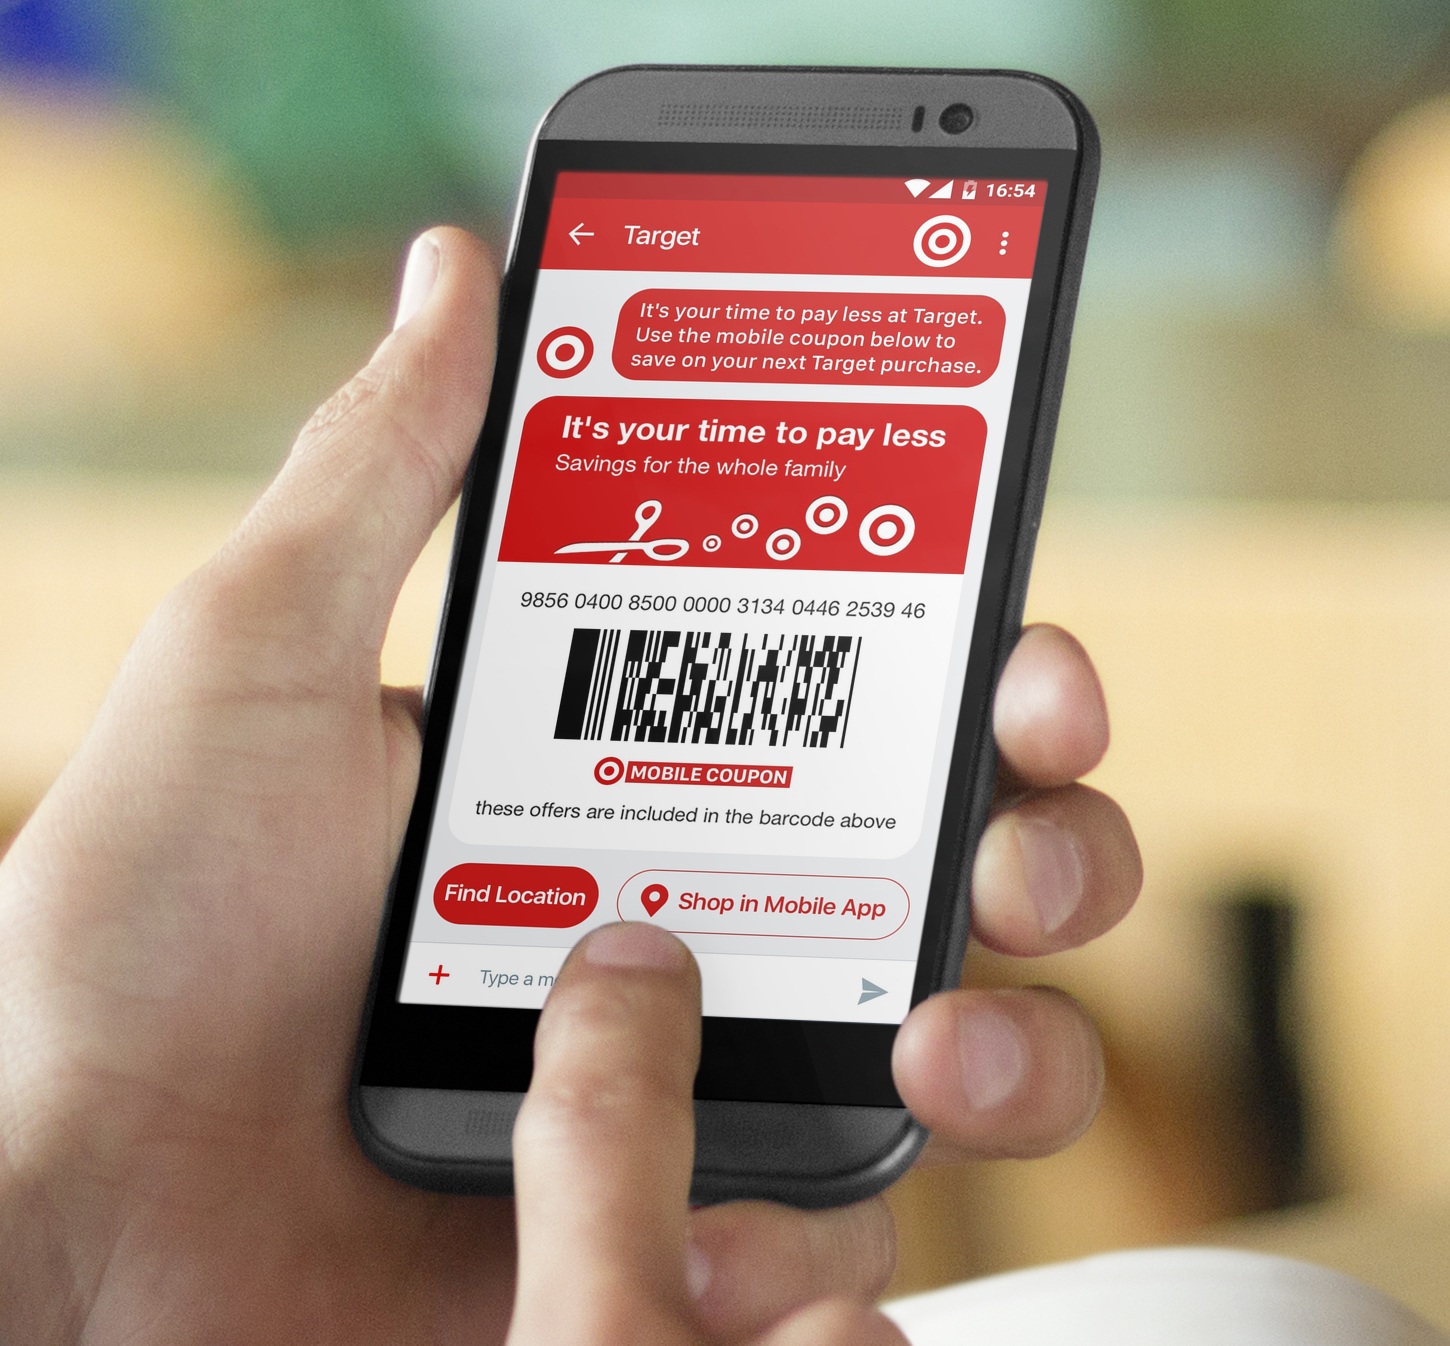 16:54
Target
It's your time to pay less at Target.
Use the mobile coupon below to
save on your next Target purchase.
It's your time to pay less
Savings for the whole family
9856 0400 8500 0000 3134 0446 2539 46
MOBILE COUPON
these offers are included in the barcode above
Find Location
Shop in Mobile App
Type a